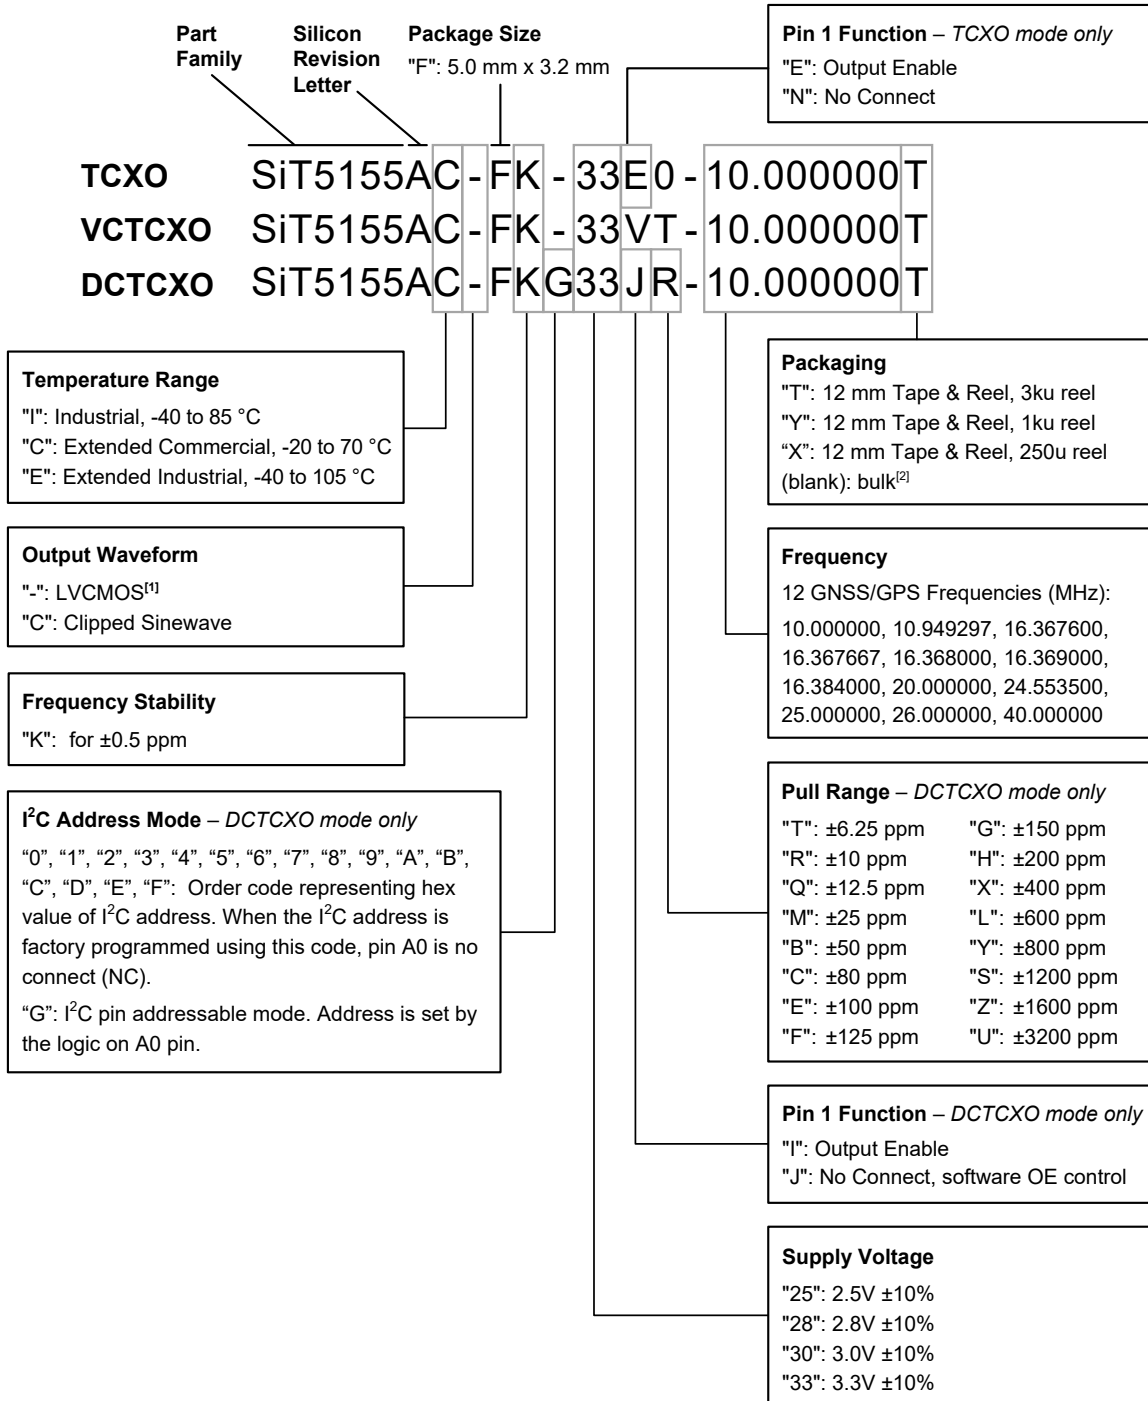 Part Family
Silicon Revision Letter
Package Size
"F": 5.0 mm x 3.2 mm
Pin 1 Function – TCXO mode only
"E": Output Enable
"N": No Connect
TCXO SiT5155AC-FK-33E0-10.000000T
VCTCXO SiT5155AC-FK-33VT-10.000000T
DCTCXO SiT5155AC-FKG33JR-10.000000T
Temperature Range
"I": Industrial, -40 to 85 °C
"C": Extended Commercial, -20 to 70 °C
"E": Extended Industrial, -40 to 105 °C
Output Waveform
"-": LVCMOS[1]
"C": Clipped Sinewave
Frequency Stability
"K": for ±0.5 ppm
I²C Address Mode – DCTCXO mode only
“0”, “1”, “2”, “3”, “4”, “5”, “6”, “7”, “8”, “9”, “A”, “B”,
“C”, “D”, “E”, “F”: Order code representing hex
value of I²C address. When the I²C address is
factory programmed using this code, pin A0 is no
connect (NC).
“G”: I²C pin addressable mode. Address is set by
the logic on A0 pin.
Packaging
"T": 12 mm Tape & Reel, 3ku reel
"Y": 12 mm Tape & Reel, 1ku reel
“X”: 12 mm Tape & Reel, 250u reel
(blank): bulk[2]
Frequency
12 GNSS/GPS Frequencies (MHz):
10.000000, 10.949297, 16.367600,
16.367667, 16.368000, 16.369000,
16.384000, 20.000000, 24.553500,
25.000000, 26.000000, 40.000000
Pull Range – DCTCXO mode only
"T": ±6.25 ppm "G": ±150 ppm
"R": ±10 ppm "H": ±200 ppm
"Q": ±12.5 ppm "X": ±400 ppm
"M": ±25 ppm "L": ±600 ppm
"B": ±50 ppm "Y": ±800 ppm
"C": ±80 ppm "S": ±1200 ppm
"E": ±100 ppm "Z": ±1600 ppm
"F": ±125 ppm "U": ±3200 ppm
Pin 1 Function – DCTCXO mode only
"I": Output Enable
"J": No Connect, software OE control
Supply Voltage
"25": 2.5V ±10%
"28": 2.8V ±10%
"30": 3.0V ±10%
"33": 3.3V ±10%